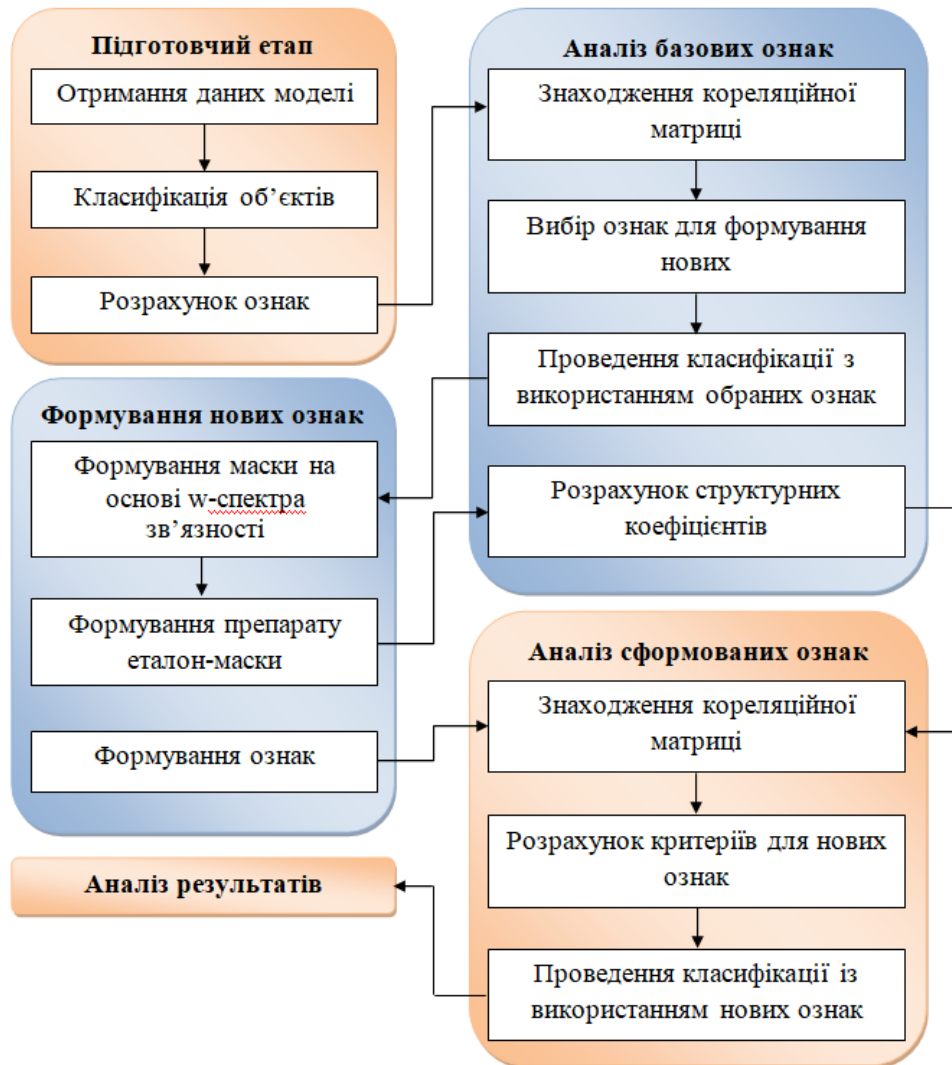 Підготовчий етап
Отримання даних моделі
Класифікація об’єктів
Розрахунок ознак
Аналіз базових ознак
Знаходження кореляційної
матриці
Вибір ознак для формування
нових
Проведення класифікації з
використанням обраних ознак
Розрахунок структурних
коефіцієнтів
Формування нових ознак
Формування маски на
основі w-спектра
зв’язності
Формування препарату
еталон-маски
Формування ознак
Аналіз сформованих ознак
Знаходження кореляційної
матриці
Розрахунок критеріїв для нових
ознак
Проведення класифікації із
використанням нових ознак
Аналіз результатів